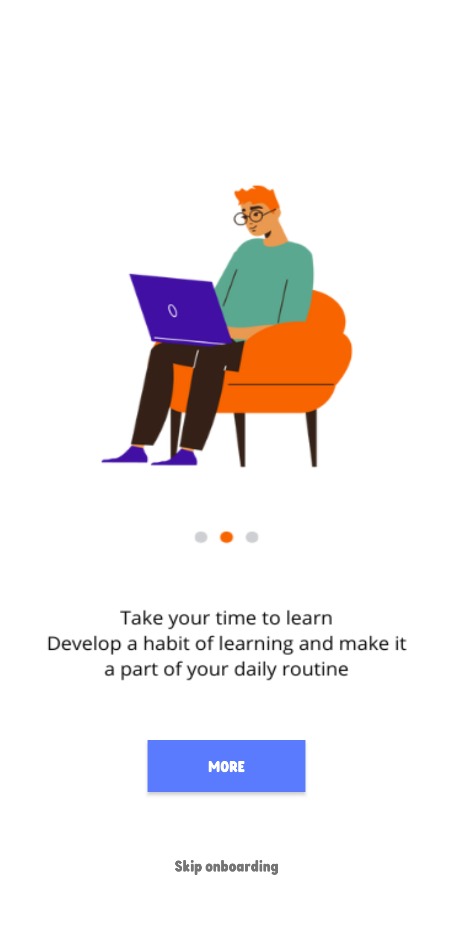 Take your time to learn
Develop a habit of learning and make it
a part of your daily routine
MORE
Skip onboarding